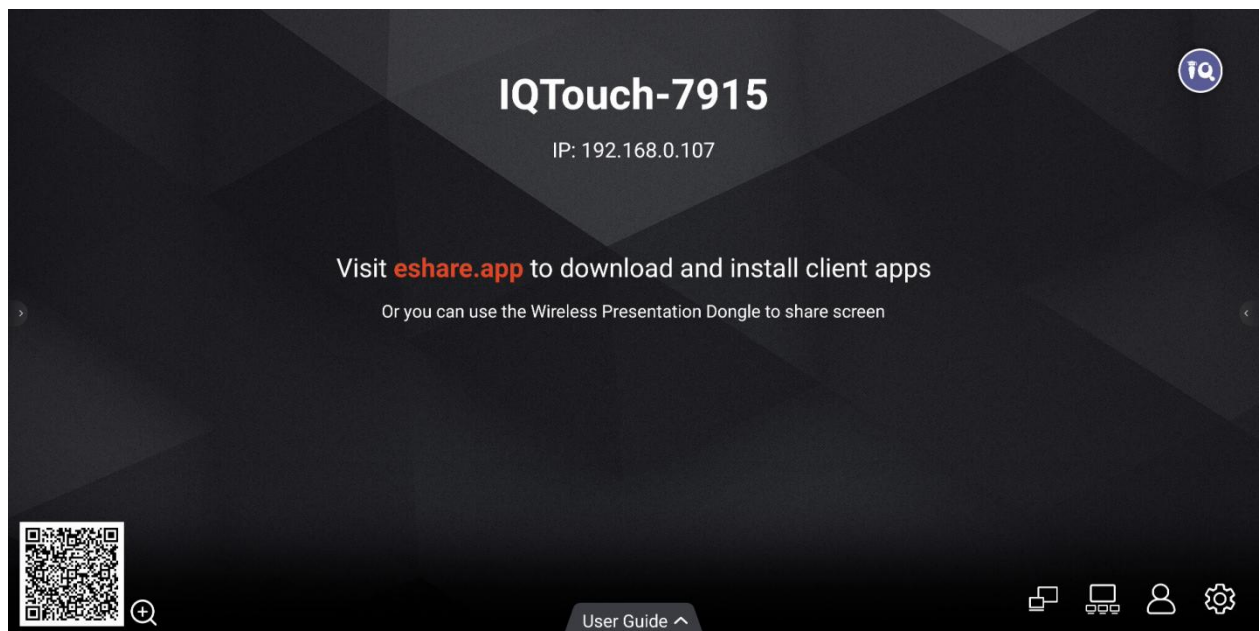 IQTouch-7915
iQ
IP: 192.168.0.107
Visit eshare.app to download and install client apps
Or you can use the Wireless Presentation Dongle to share screen
User Guide